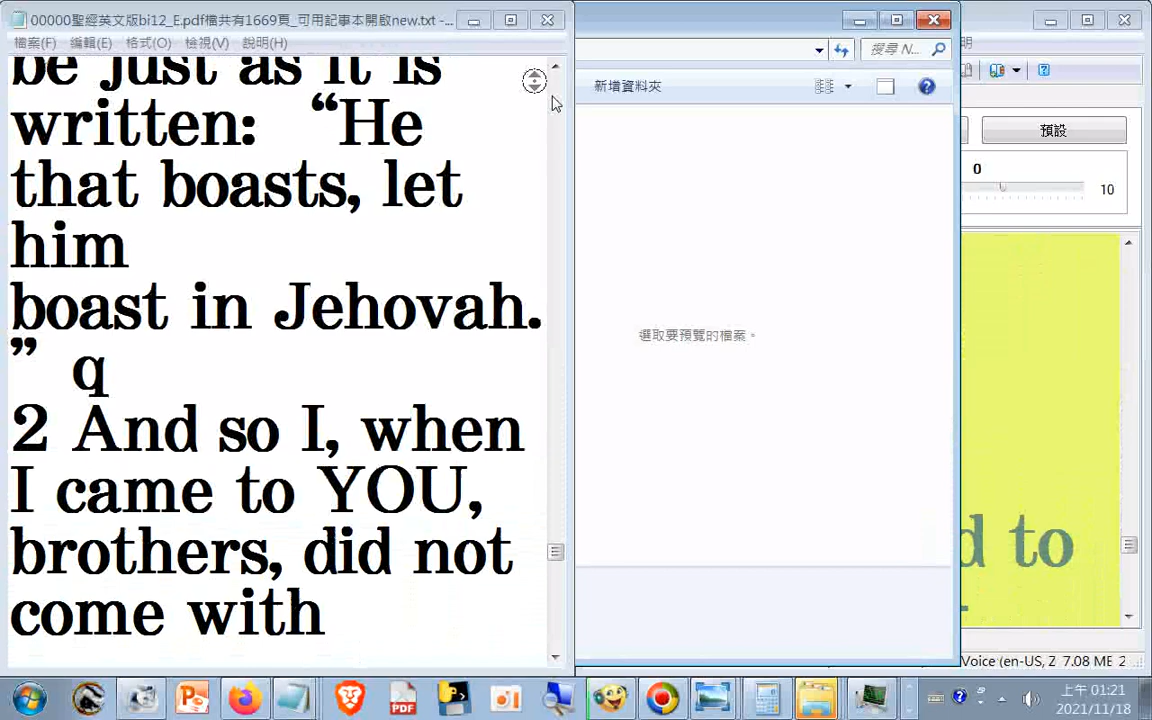 00000聖經英文版bi12_E.pdf檔共有1669頁_可用記事本開啟new.txt -...
檔案(F) 編輯(E) 格式(O) 檢視(V) 說明(H)
be just as it is
written: “He
that boasts, let
him
boast in Jehovah.
” q
2 And so I, when
I came to YOU,
brothers, did not
come with
搜尋 N...
新增資料夾
選取要預覽的檔案。
明
預設
0
10
d to
Voice (en-US, Z 7.08 ME 2
PDF
上午 01:21
2021/11/18